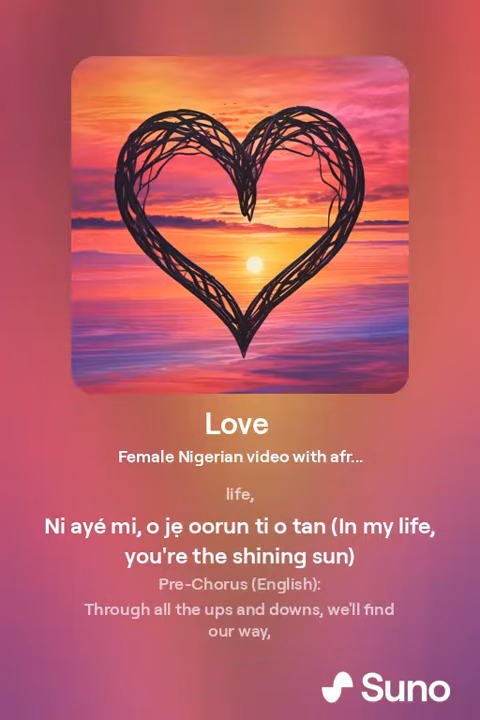 Love
Female Nigerian video with afr...
life,
Ni ayé mi, o jẹ oorun ti o tan (In my life,
you're the shining sun)
Pre-Chorus (English):
Through all the ups and downs, we'll find
our way,
Suno